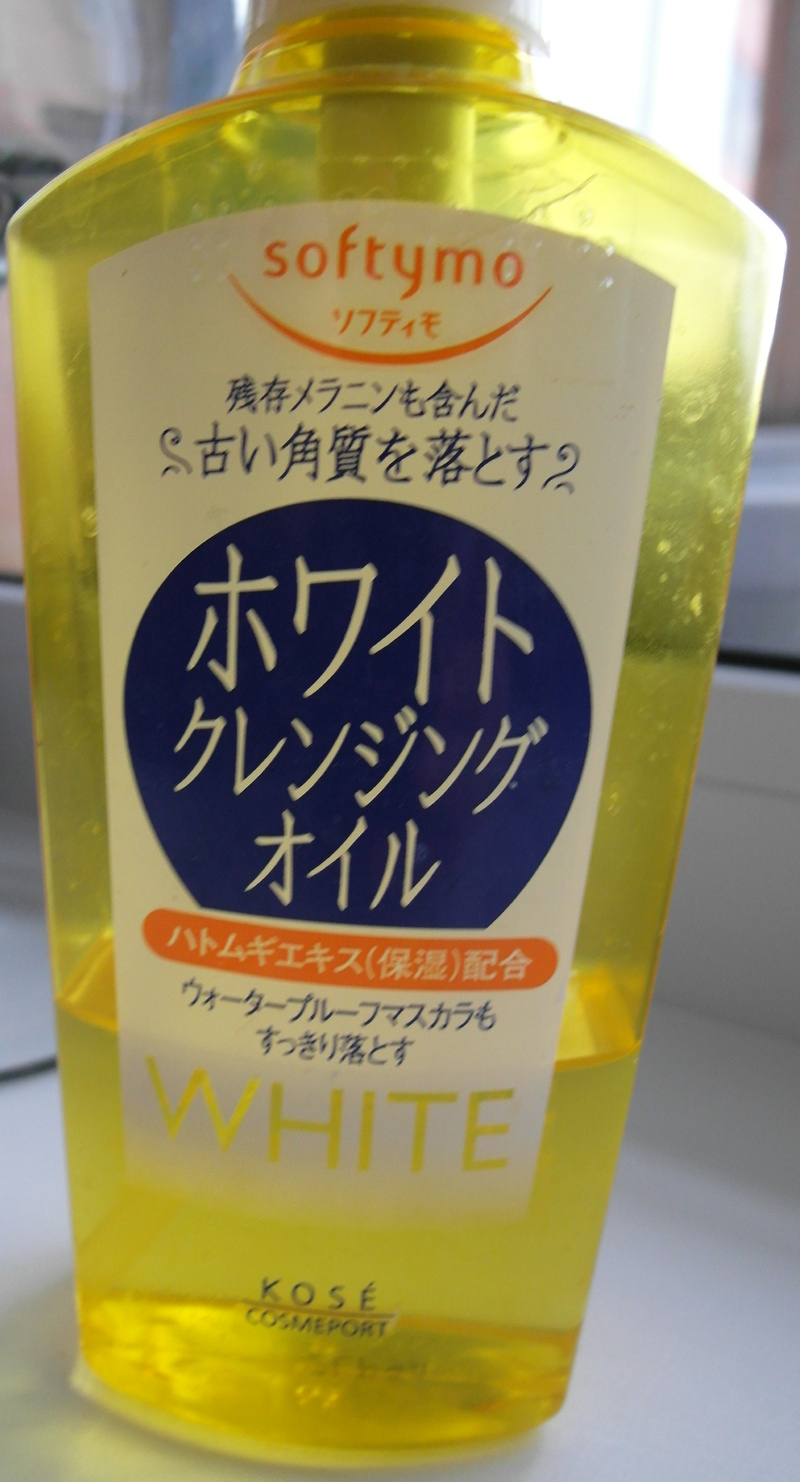 softymo
ソフティモ
残存メラニンも含んだ
古い角質を落とす
ホワイト
クレンジング
オイル
ハトムギエキス(保湿)配合
ウォータープルーフマスカラも
すっきり落とす
WHITE
KOSÉ
COSMEPORT